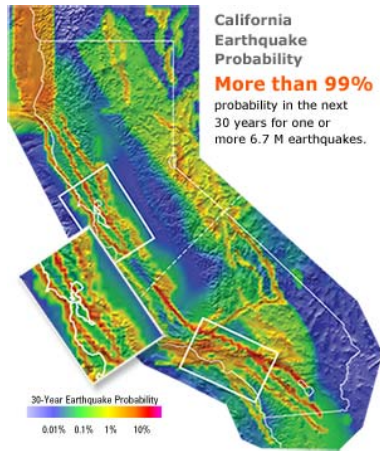 California
Earthquake
Probability
More than 99%
probability in the next
30 years for one or
more 6.7 M earthquakes.
30-Year Earthquake Probability
0.01% 0.1% 1% 10%